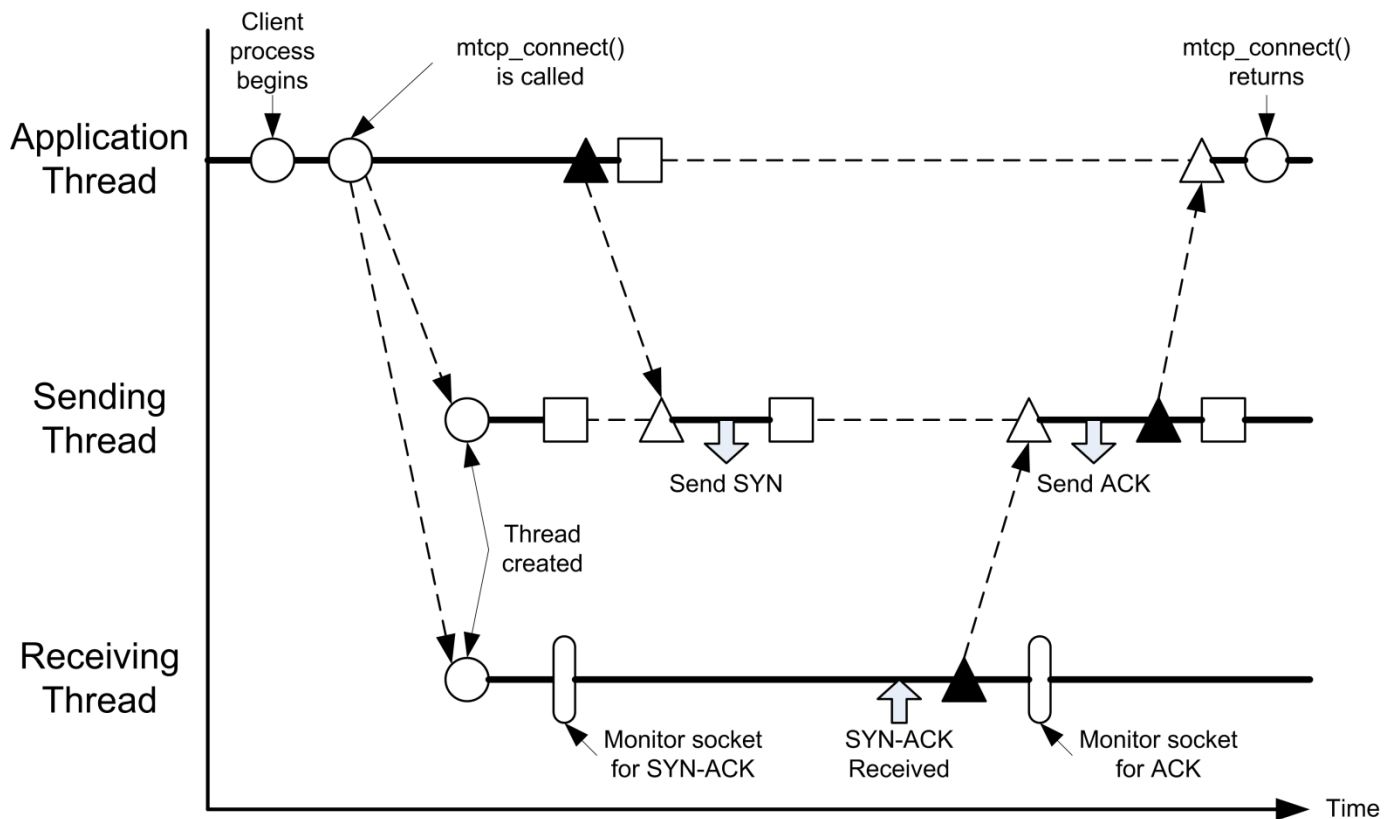 Client
process
begins
mtcp_connect()
is called
mtcp_connect()
returns
Application
Thread
Sending
Thread
Send SYN
Send ACK
Thread
created
Receiving
Thread
Monitor socket
for SYN-ACK
SYN-ACK
Received
Monitor socket
for ACK
Time